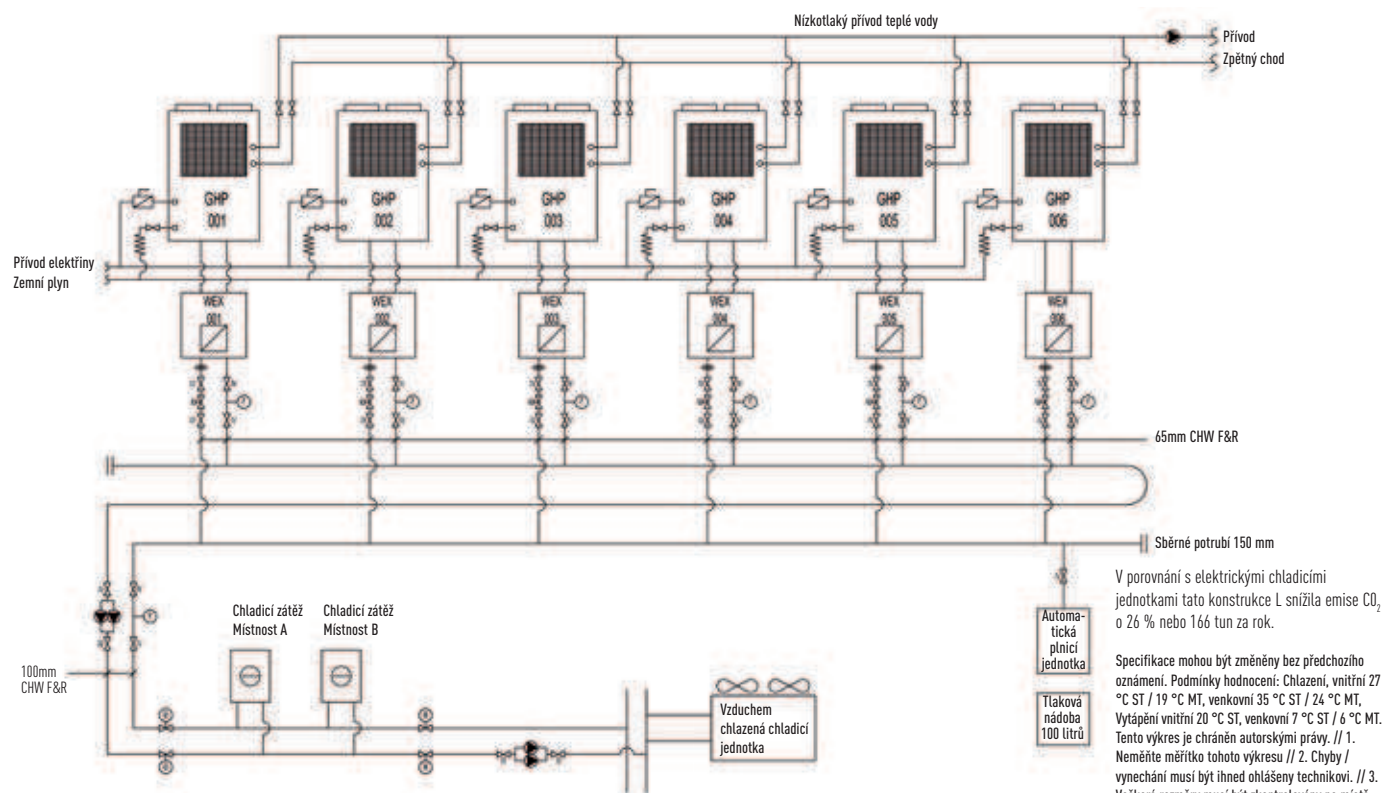 Nízkotlaký přívod teplé vody
Přívod
Zpětný chod
GHP
001
GHP
002
GHP
003
GHP
004
GHP
005
GHP
006
Přívod elektřiny
Zemní plyn
WEX
001
WEX
002
WEX
003
WEX
004
WEX
005
WEX
006
65mm CHW F&R
Sběrné potrubí 150 mm
Chladicí zátěž
Místnost A
Chladicí zátěž
Místnost B
100mm
CHW F&R
Vzduchem
chlazená chladicí
jednotka
Automa-
tická
plnicí
jednotka
Tlaková
nádoba
100 litrů
V porovnání s elektrickými chladicími
jednotkami tato konstrukce L snížila emise CO₂
o 26 % nebo 166 tun za rok.
Specifikace mohou být změněny bez předchozího
oznámení. Podmínky hodnocení: Chlazení, vnitřní 27
°C ST / 19 °C MT, venkovní 35 °C ST / 24 °C MT,
Vytápění vnitřní 20 °C ST, venkovní 7 °C ST / 6 °C MT.
Tento výkres je chráněn autorskými právy. // 1.
Neměňte měřítko tohoto výkresu // 2. Chyby /
vynechání musí být ihned ohlášeny technikovi. // 3.